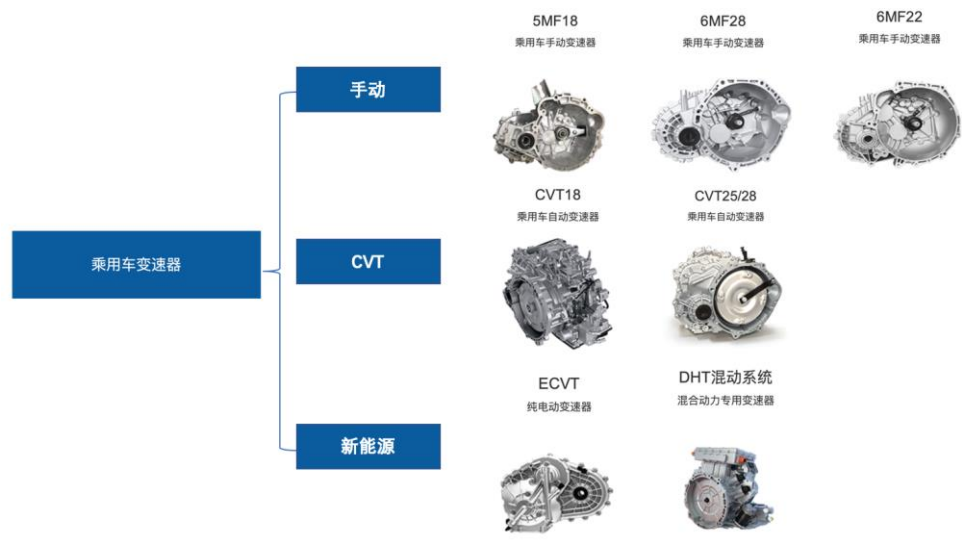 5MF18
6MF28
6MF22
乘用车手动变速器
乘用车手动变速器
乘用车手动变速器
手动
CVT18
CVT25/28
乘用车自动变速器
乘用车自动变速器
乘用车变速器
CVT
ECVT
DHT混动系统
纯电动变速器
混合动力专用变速器
新能源